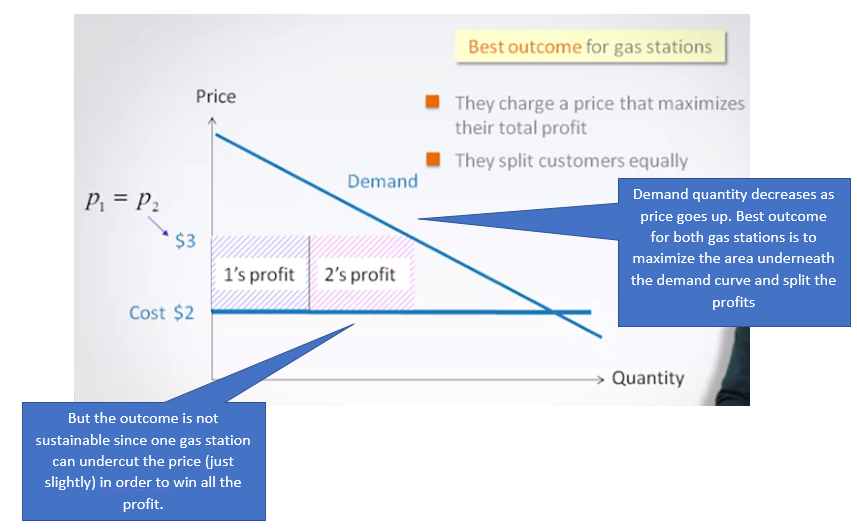 Best outcome for gas stations
Price
They charge a price that maximizes
their total profit
They split customers equally
Demand
p₁ = p₂
$3
1's profit
2's profit
Cost $2
Quantity
Demand quantity decreases as
price goes up. Best outcome
for both gas stations is to
maximize the area underneath
the demand curve and split the
profits
But the outcome is not
sustainable since one gas station
can undercut the price (just
slightly) in order to win all the
profit.